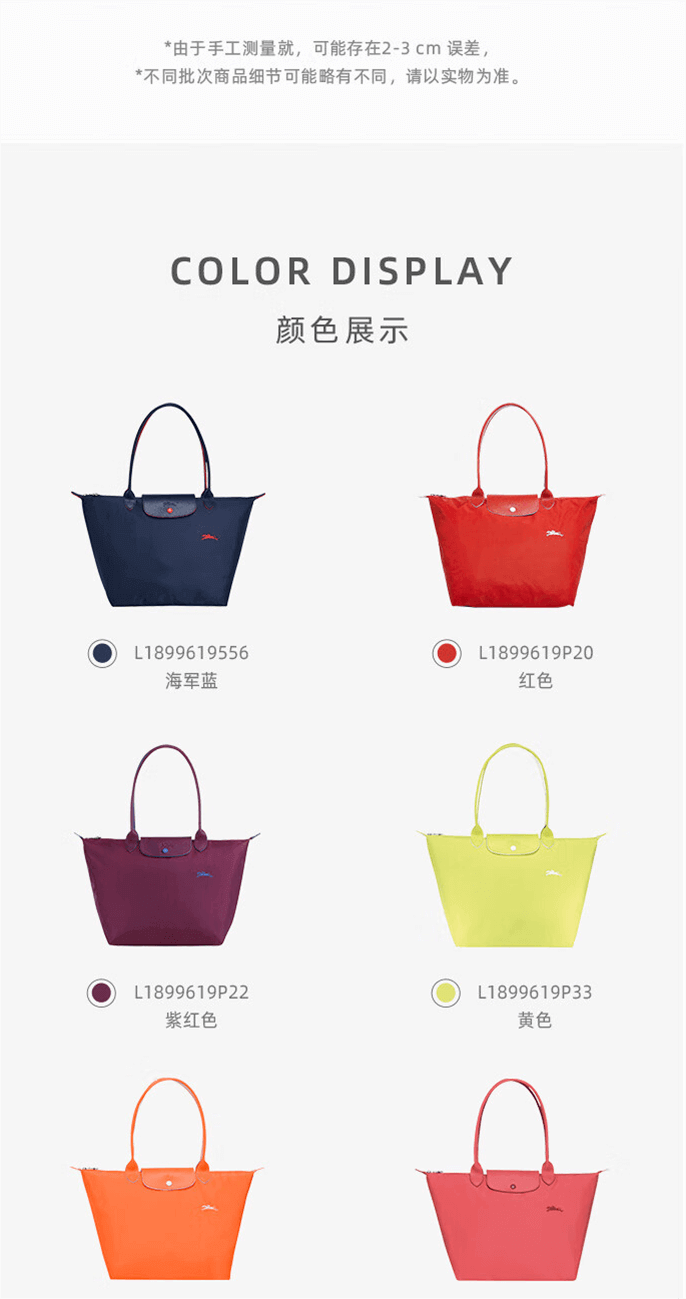 *由于手工测量就，可能存在2-3 cm 误差，
*不同批次商品细节可能略有不同，请以实物为准。
COLOR DISPLAY
颜色展示
L1899619556
海军蓝
L1899619P20
红色
L1899619P22
紫红色
L1899619P33
黄色